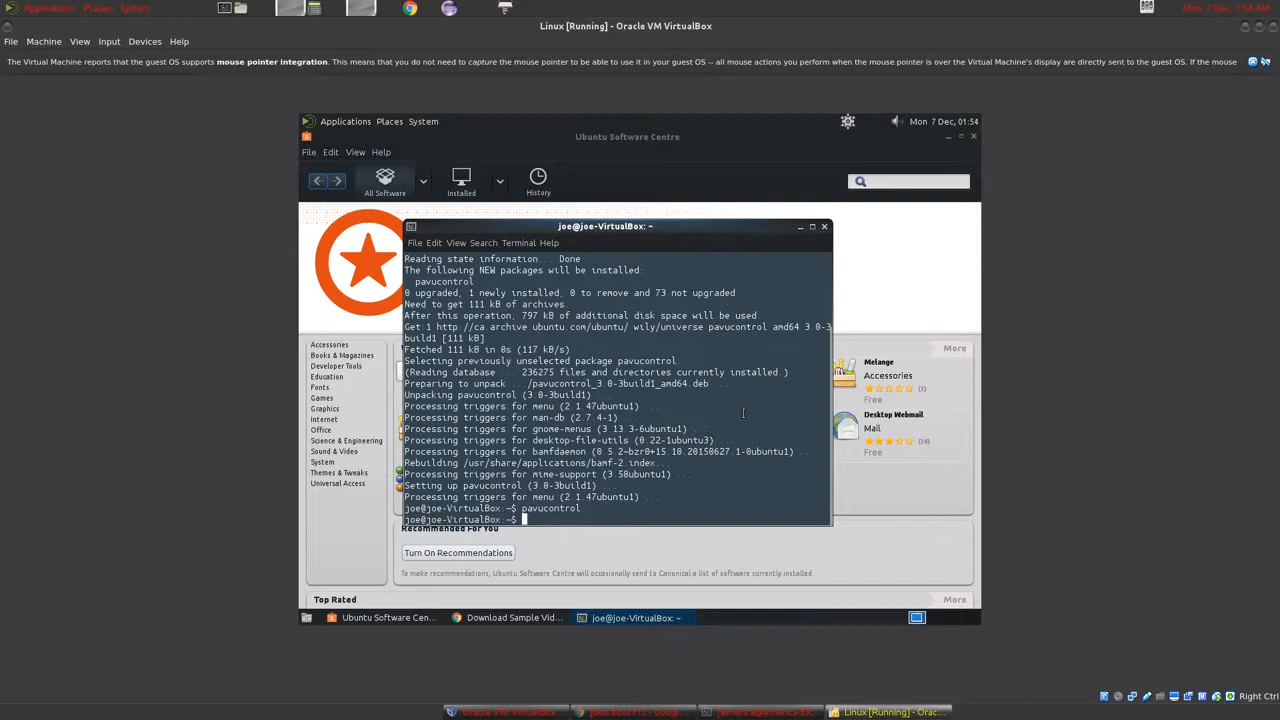 Applications Places System
Mon 7 Dec, 1:54 AM
Linux [Running] - Oracle VM VirtualBox
File Machine View Input Devices Help
The Virtual Machine reports that the guest OS supports mouse pointer integration. This means that you do not need to capture the mouse pointer to be able to use it in your guest OS -- all mouse actions you perform when the mouse pointer is over the Virtual Machine's display are directly sent to the guest OS. If the mouse
Applications Places System
Mon 7 Dec, 01:54
Ubuntu Software Centre
File Edit View Help
All Software
Installed
History
joe@joe-VirtualBox: ~
File Edit View Search Terminal Help
Reading state information... Done
The following NEW packages will be installed:
pavucontrol
0 upgraded, 1 newly installed, 0 to remove and 73 not upgraded.
Need to get 111 kB of archives.
After this operation, 797 kB of additional disk space will be used.
Get:1 http://ca.archive.ubuntu.com/ubuntu/ wily/universe pavucontrol amd64 3.0-3
build1 [111 kB]
Fetched 111 kB in 0s (117 kB/s)
Selecting previously unselected package pavucontrol.
(Reading database ... 236275 files and directories currently installed.)
Preparing to unpack .../pavucontrol_3.0-3build1_amd64.deb ...
Unpacking pavucontrol (3.0-3build1) ...
Processing triggers for menu (2.1.47ubuntu1) ...
Processing triggers for man-db (2.7.4-1) ...
Processing triggers for gnome-menus (3.13.3-6ubuntu1) ...
Processing triggers for desktop-file-utils (0.22-1ubuntu3) ...
Processing triggers for bamfdaemon (0.5.2~bzr0+15.10.20150627.1-0ubuntu1) ...
Rebuilding /usr/share/applications/bamf-2.index...
Processing triggers for mime-support (3.58ubuntu1) ...
Setting up pavucontrol (3.0-3build1) ...
Processing triggers for menu (2.1.47ubuntu1) ...
joe@joe-VirtualBox:~$ pavucontrol
joe@joe-VirtualBox:~$
Accessories
Books & Magazines
Developer Tools
Education
Fonts
Games
Graphics
Internet
Office
Science & Engineering
Sound & Video
System
Themes & Tweaks
Universal Access
More
Melange
Accessories
(3)
Free
Desktop Webmail
Mail
Free
Recommended For You
Turn On Recommendations
To make recommendations, Ubuntu Software Centre will occasionally send to Canonical a list of software currently installed.
Top Rated
More
Ubuntu Software Cen...
Download Sample Vid...
joe@joe-VirtualBox: ~
Right Ctrl
Oracle VM VirtualBox...
Linux [Running] - Orac...